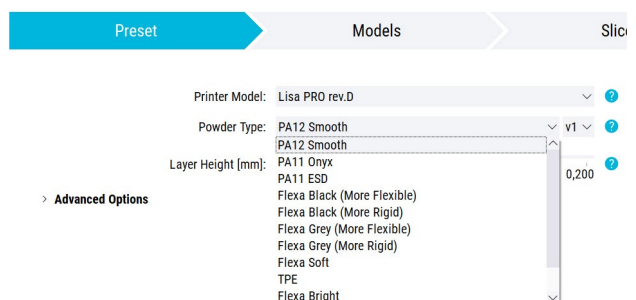 Preset Models Slic
Printer Model: Lisa PRO rev.D
Powder Type: PA12 Smooth v1
PA12 Smooth
Layer Height [mm]: PA11 Onyx
PA11 ESD 0,200
> Advanced Options Flexa Black (More Flexible)
Flexa Black (More Rigid)
Flexa Grey (More Flexible)
Flexa Grey (More Rigid)
Flexa Soft
TPE
Flexa Bright